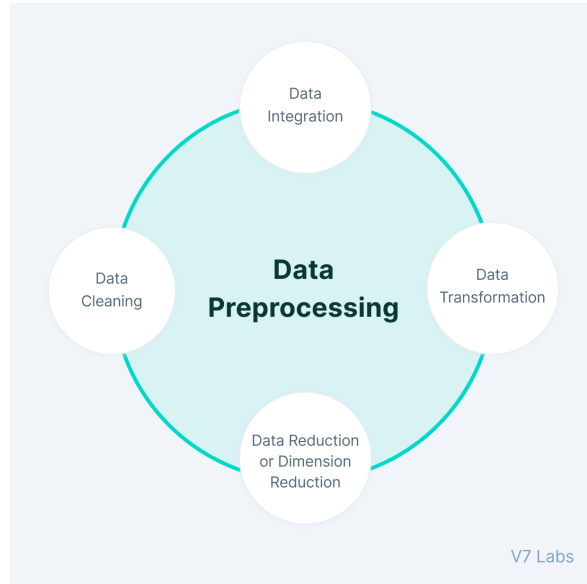 Data
Integration
Data
Cleaning
Data
Preprocessing
Data
Transformation
Data Reduction
or Dimension
Reduction
V7 Labs